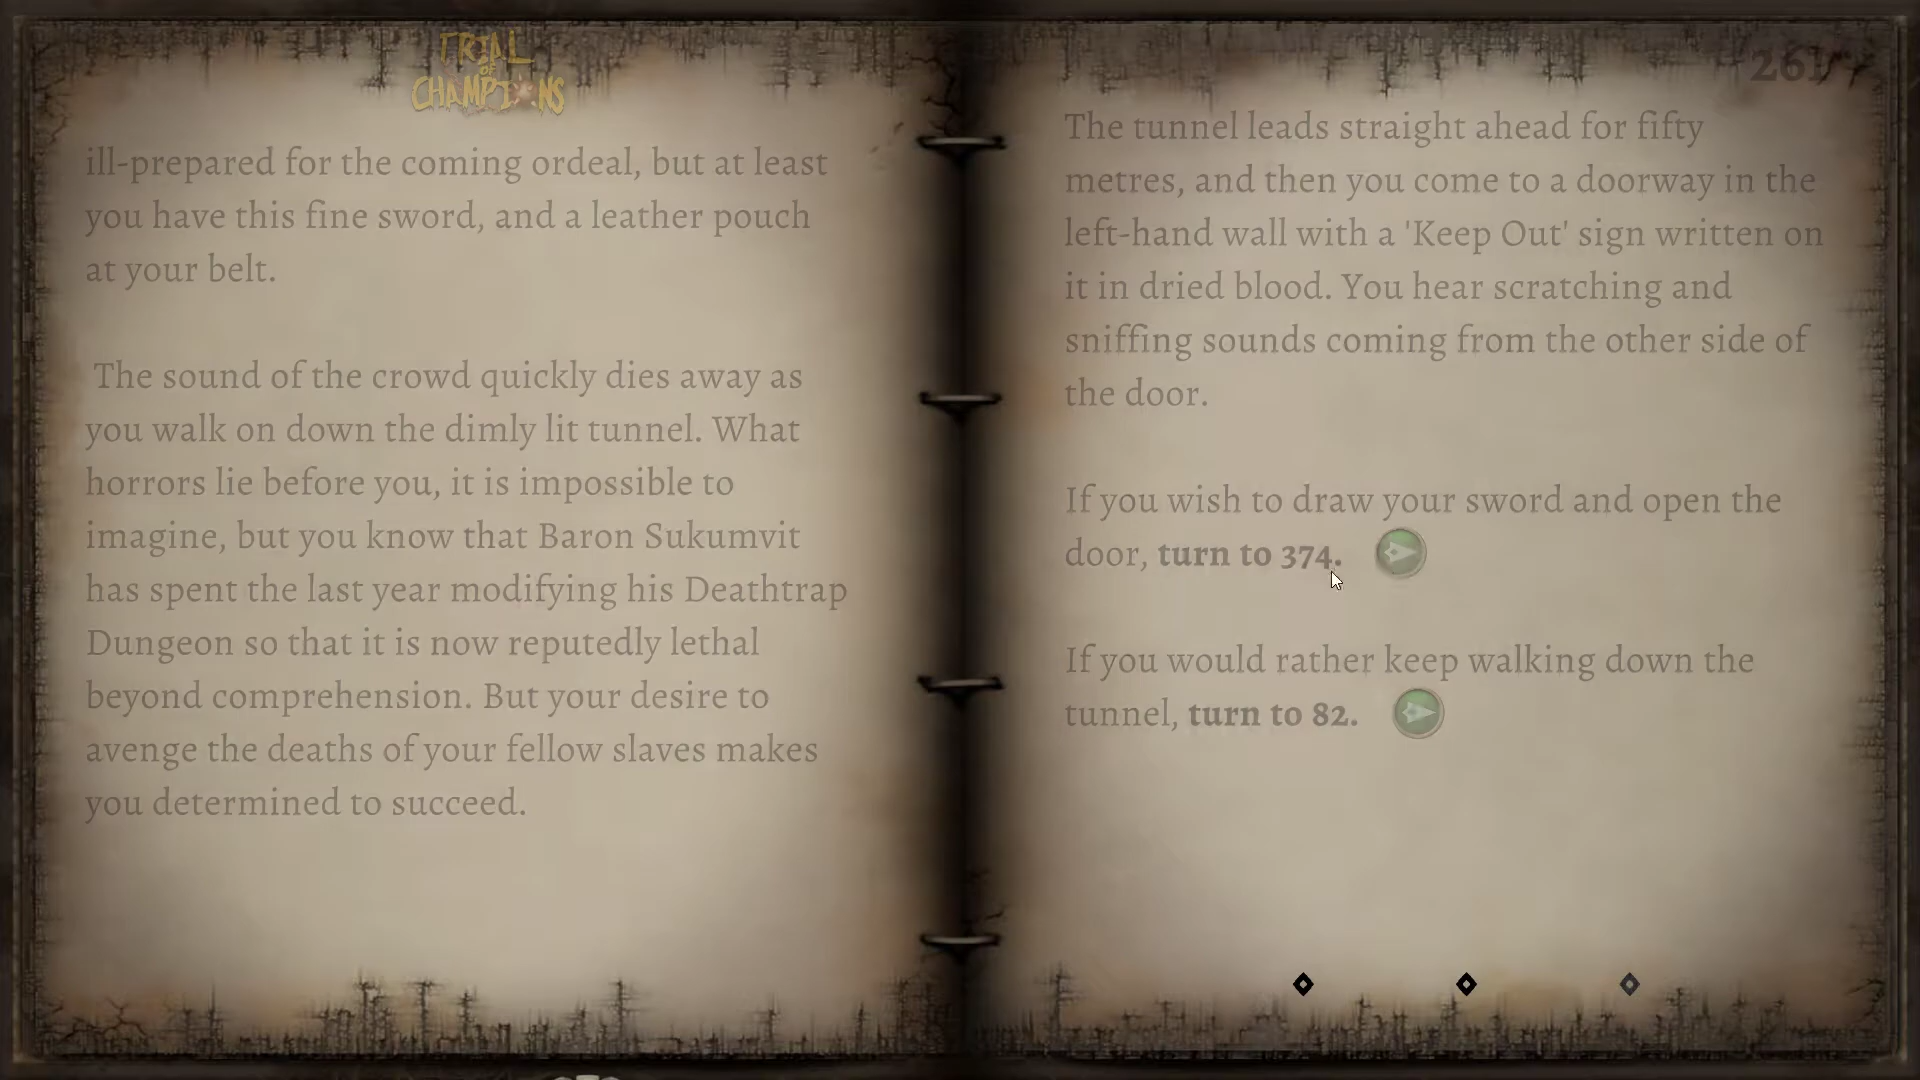 TRIAL
OF
CHAMPIONS
ill-prepared for the coming ordeal, but at least
you have this fine sword, and a leather pouch
at your belt.
The sound of the crowd quickly dies away as
you walk on down the dimly lit tunnel. What
horrors lie before you, it is impossible to
imagine, but you know that Baron Sukumvit
has spent the last year modifying his Deathtrap
Dungeon so that it is now reputedly lethal
beyond comprehension. But your desire to
avenge the deaths of your fellow slaves makes
you determined to succeed.
The tunnel leads straight ahead for fifty
metres, and then you come to a doorway in the
left-hand wall with a 'Keep Out' sign written on
it in dried blood. You hear scratching and
sniffing sounds coming from the other side of
the door.
If you wish to draw your sword and open the
door, turn to 374.
If you would rather keep walking down the
tunnel, turn to 82.